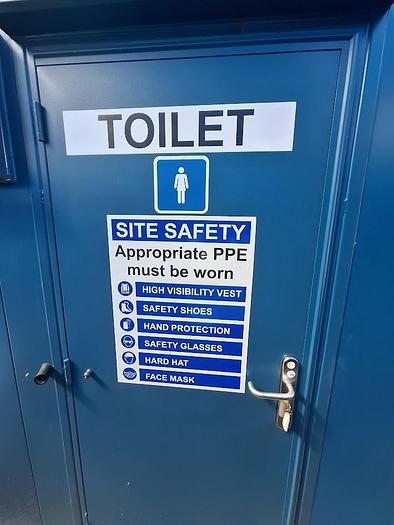 TOILET
SITE SAFETY
Appropriate PPE
must be worn
HIGH VISIBILITY VEST
SAFETY SHOES
HAND PROTECTION
SAFETY GLASSES
HARD HAT
FACE MASK